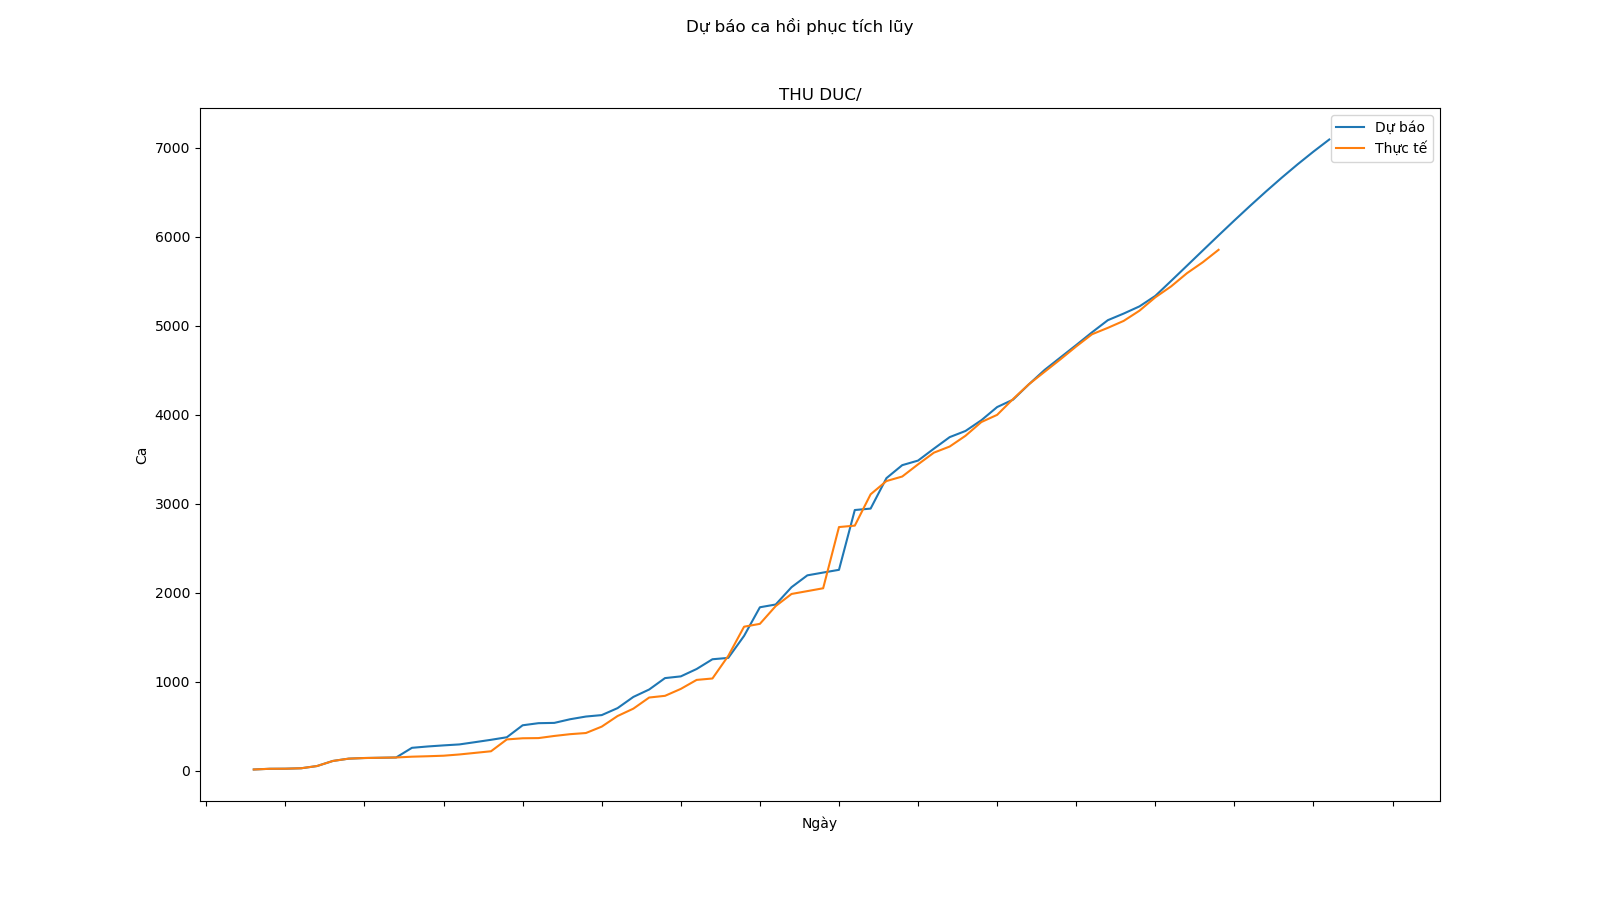 Dự báo ca hồi phục tích lũy
THU DUC/
Dự báo
Thực tế
7000
6000
5000
4000
3000
2000
1000
0
Ca
Ngày